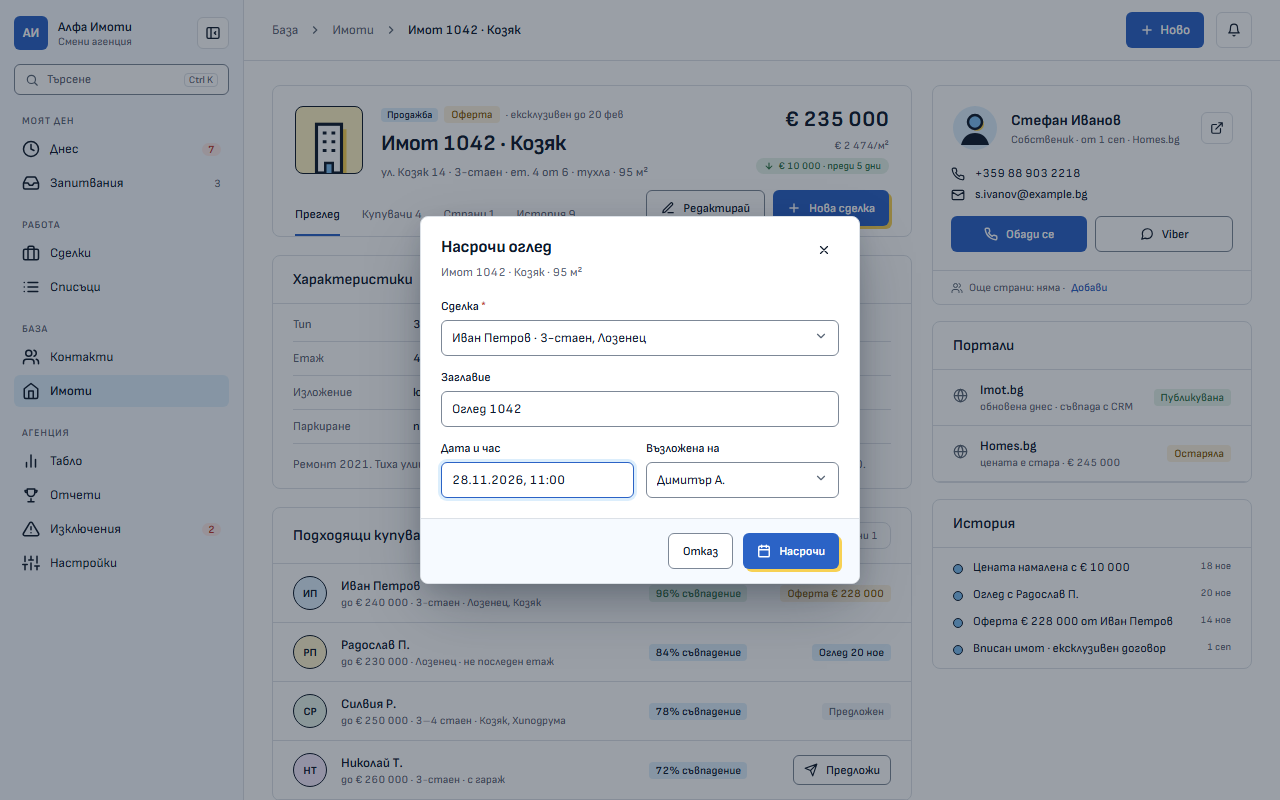 АИ
Алфа Имоти
Смени агенция
Търсене
Ctrl K
МОЯТ ДЕН
Днес
7
Запитвания
3
РАБОТА
Сделки
Списъци
БАЗА
Контакти
Имоти
АГЕНЦИЯ
Табло
Отчети
Изключения
2
Настройки
База
Имоти
Имот 1042 · Козяк
Ново
Продажба
Оферта
· ексклузивен до 20 фев
Имот 1042 · Козяк
ул. Козяк 14 · 3-стаен · ет. 4 от 6 · тухла · 95 м²
€ 235 000
€ 2 474/м²
€ 10 000 · преди 5 дни
Преглед
Купувачи 4
Страни 1
История 9
Редактирай
Нова сделка
Характеристики
Тип
Етаж
Изложение
Паркиране
Ремонт 2021. Тиха
Насрочи оглед
Имот 1042 · Козяк · 95 м²
Сделка *
Иван Петров · 3-стаен, Лозенец
Заглавие
Оглед 1042
Дата и час
28.11.2026, 11:00
Възложена на
Димитър А.
Отказ
Насрочи
Подходящи
ИП
Иван Петров
до € 240 000 · 3-стаен · Лозенец, Козяк
96% съвпадение
Оферта € 228 000
РП
Радослав П.
до € 230 000 · Лозенец · не последен етаж
84% съвпадение
Оглед 20 ное
СР
Силвия Р.
до € 250 000 · 3–4 стаен · Козяк, Хиподрума
78% съвпадение
Предложен
НТ
Николай Т.
до € 260 000 · 3-стаен · с гараж
72% съвпадение
Предложи
Стефан Иванов
Собственик · от 1 сеп · Homes.bg
+359 88 903 2218
s.ivanov@example.bg
Обади се
Viber
Още страни: няма ·
Добави
Портали
Imot.bg
обновена днес · съвпада с CRM
Публикувана
Homes.bg
цената е стара · € 245 000
Остаряла
История
Цената намалена с € 10 000
18 ное
Оглед с Радослав П.
20 ное
Оферта € 228 000 от Иван Петров
14 ное
Вписан имот · ексклузивен договор
1 сеп